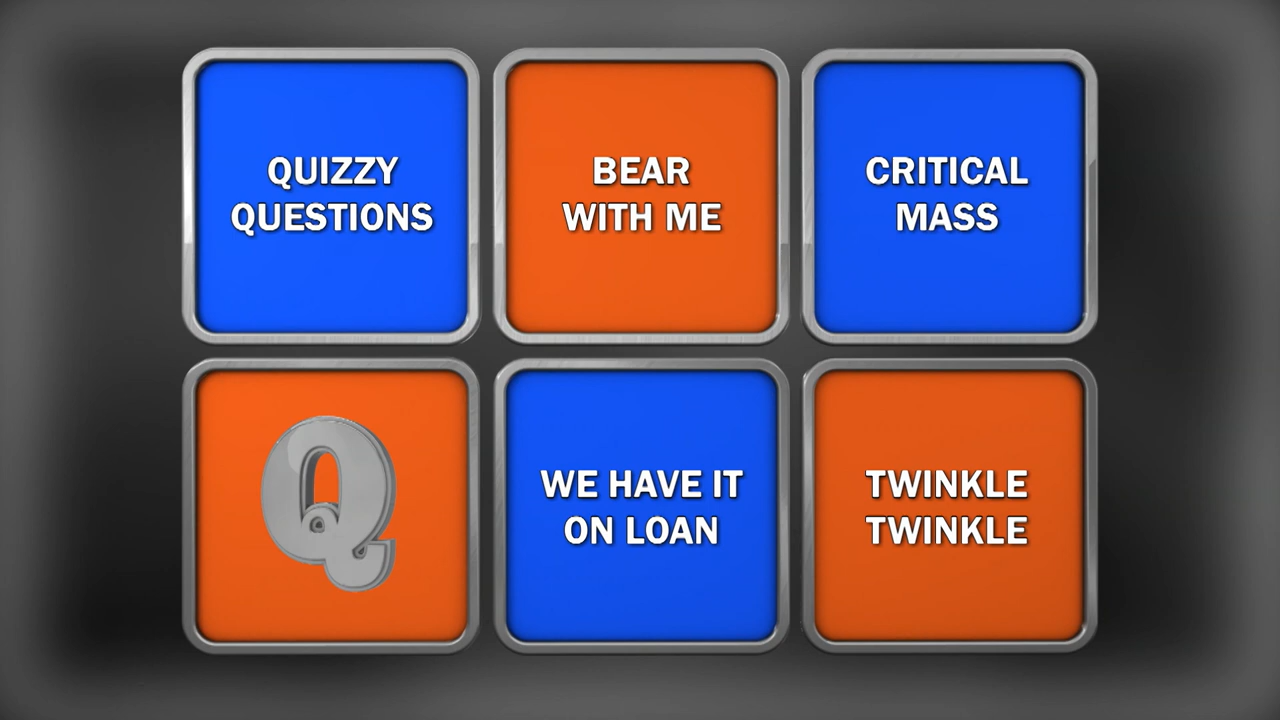 QUIZZY
QUESTIONS
BEAR
WITH ME
CRITICAL
MASS
Q
WE HAVE IT
ON LOAN
TWINKLE
TWINKLE